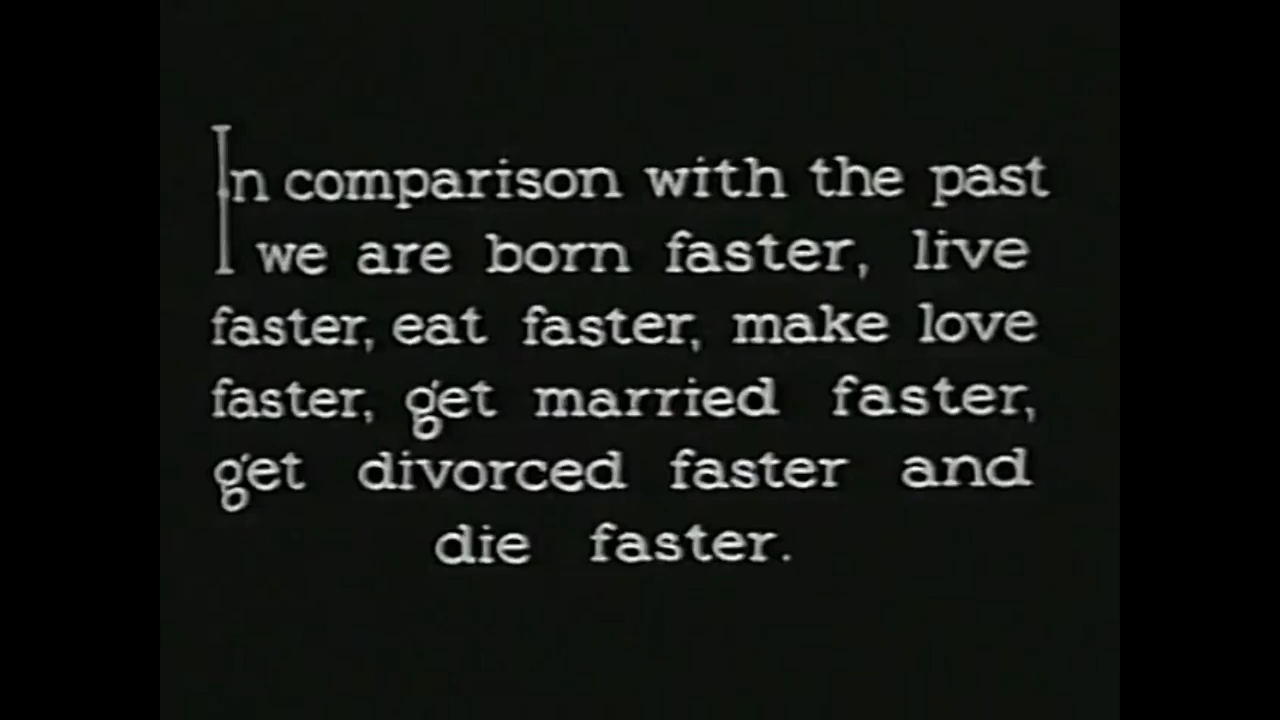 In comparison with the past
we are born faster, live
faster, eat faster, make love
faster, get married faster,
get divorced faster and
die faster.